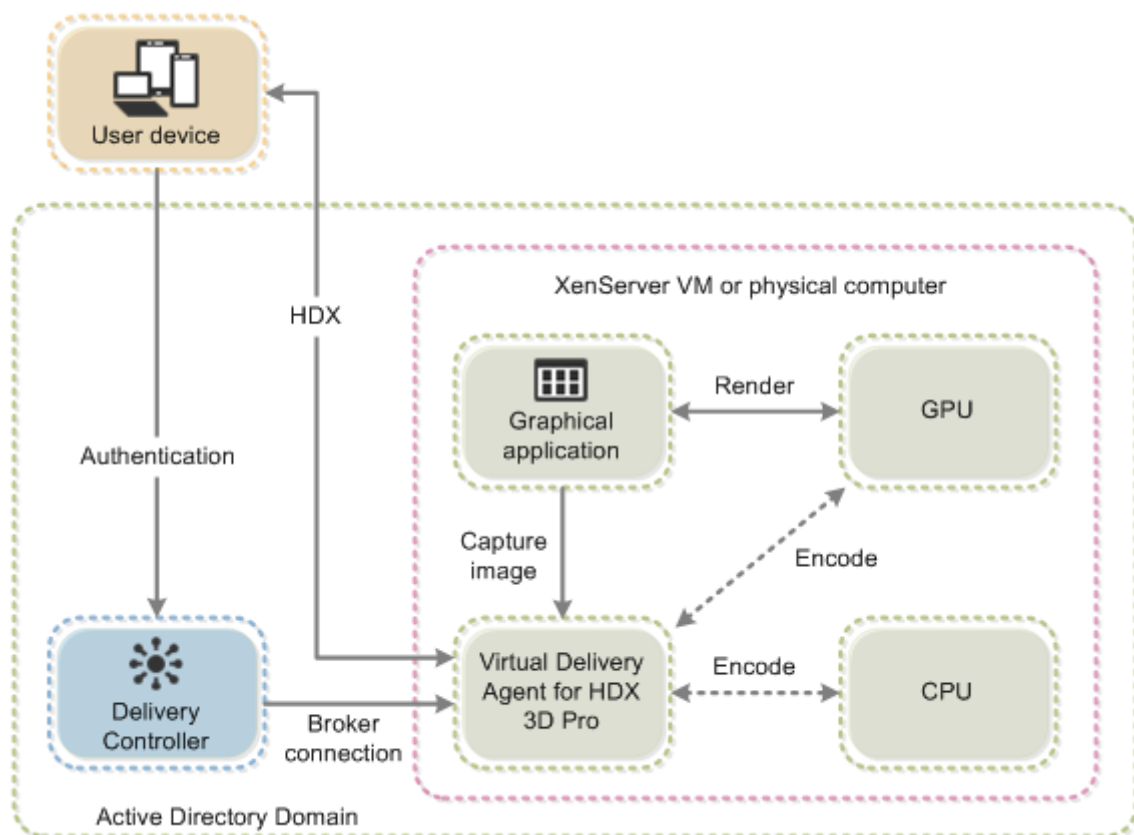 User device
XenServer VM or physical computer
HDX
Graphical
application
Render
GPU
Authentication
Capture
image
Encode
Delivery
Controller
Broker
connection
Virtual Delivery
Agent for HDX
3D Pro
Encode
CPU
Active Directory Domain